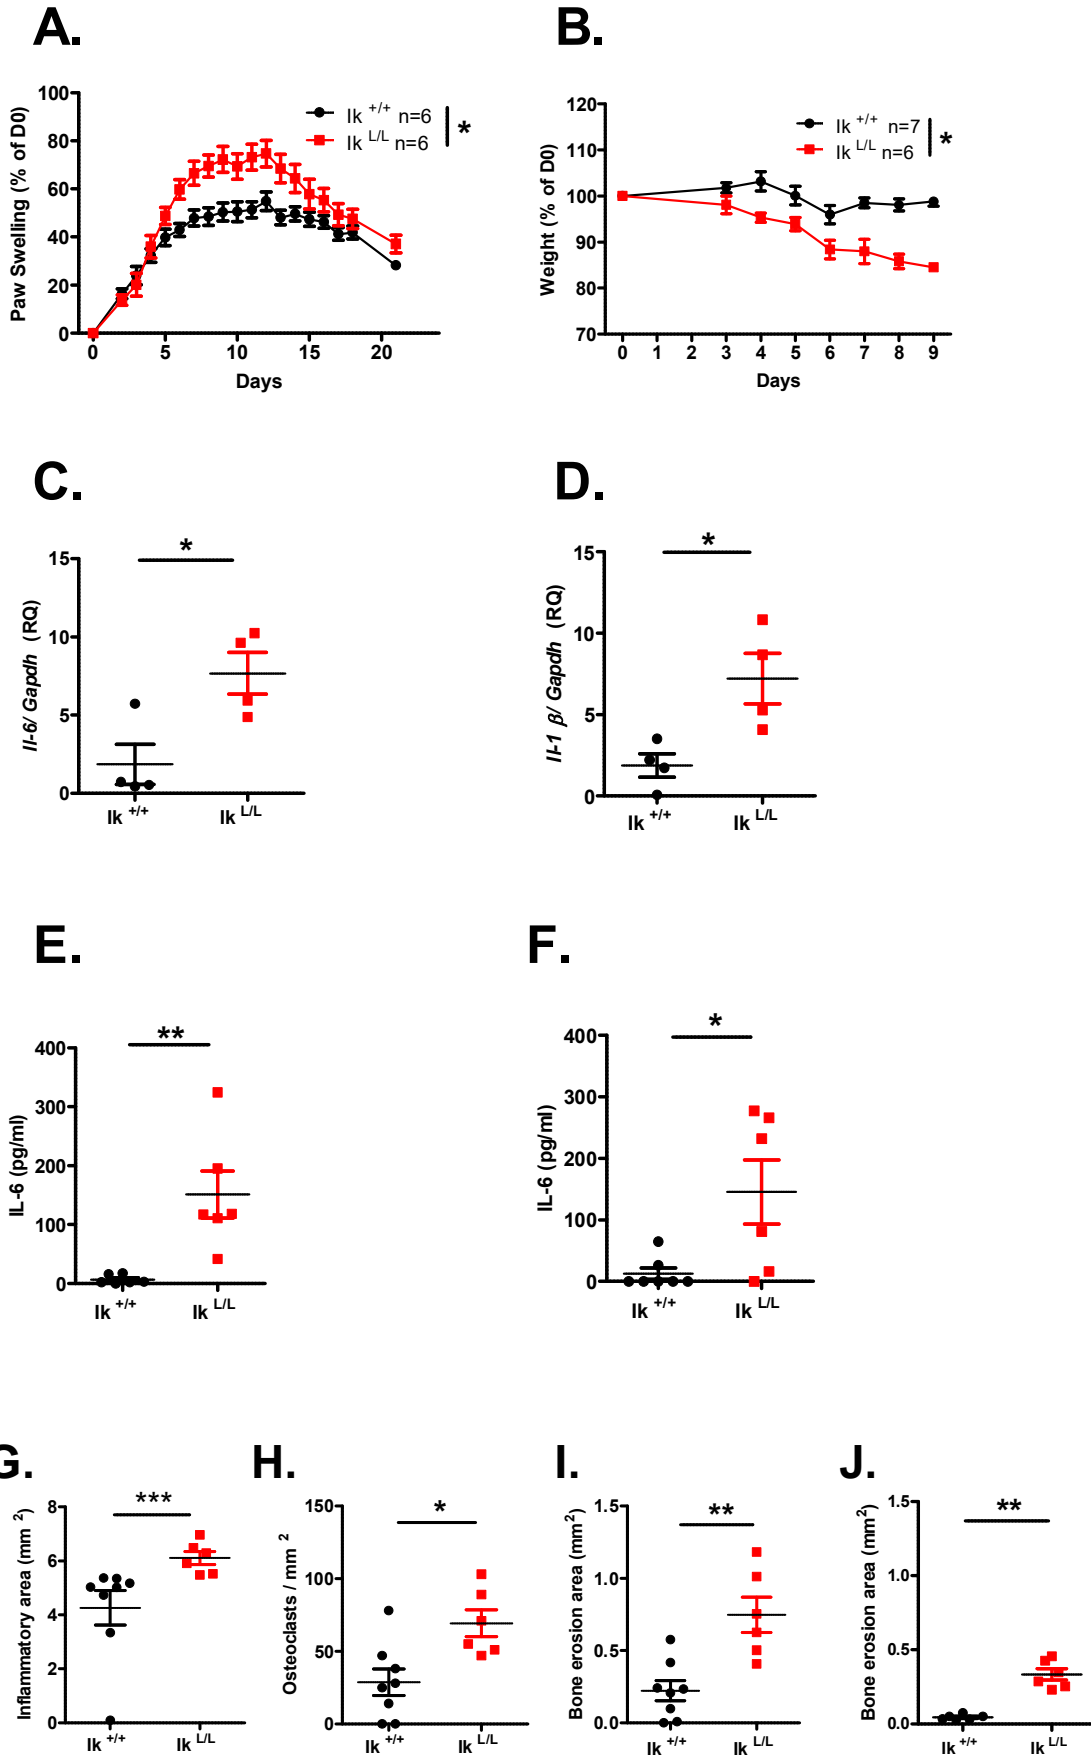 A.
Paw Swelling (% of D0)
100
80
60
40
20
0
0 5 10 15 20
Days
Ik +/+ n=6
Ik L/L n=6
*
B.
Weight (% of D0)
120
110
100
90
80
70
0 1 2 3 4 5 6 7 8 9
Days
Ik +/+ n=7
Ik L/L n=6
*
C.
Il-6/ Gapdh (RQ)
15
10
5
0
*
Ik +/+ Ik L/L
D.
Il-1 β/ Gapdh (RQ)
15
10
5
0
*
Ik +/+ Ik L/L
E.
IL-6 (pg/ml)
400
300
200
100
0
**
Ik +/+ Ik L/L
F.
IL-6 (pg/ml)
400
300
200
100
0
*
Ik +/+ Ik L/L
G.
Inflammatory area (mm2)
8
6
4
2
0
***
Ik +/+ Ik L/L
H.
Osteoclasts / mm2
150
100
50
0
*
Ik +/+ Ik L/L
I.
Bone erosion area (mm2)
1.5
1.0
0.5
0.0
**
Ik +/+ Ik L/L
J.
Bone erosion area (mm2)
1.5
1.0
0.5
0.0
**
Ik +/+ Ik L/L